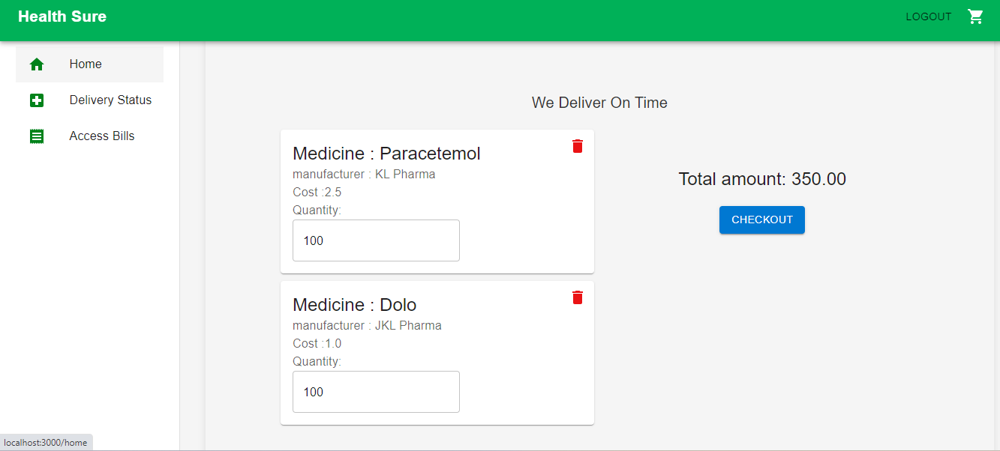 Health Sure
LOGOUT
Home
Delivery Status
Access Bills
We Deliver On Time
Medicine : Paracetemol
manufacturer : KL Pharma
Cost :2.5
Quantity:
100
Total amount: 350.00
CHECKOUT
Medicine : Dolo
manufacturer : JKL Pharma
Cost :1.0
Quantity:
100
localhost:3000/home